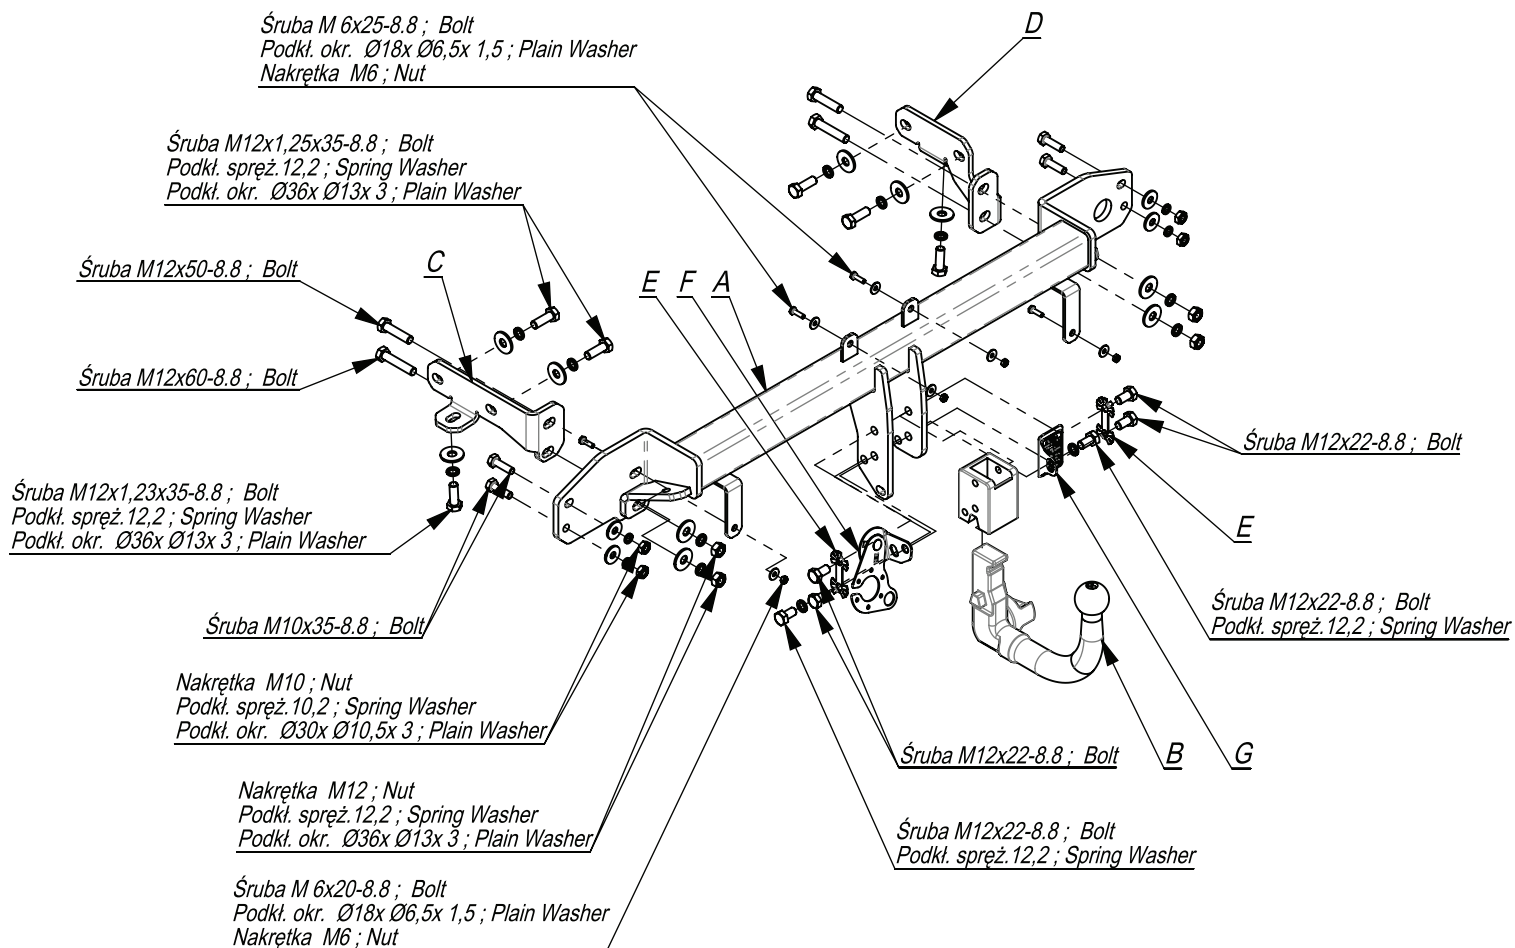 Śruba M 6x25-8.8 ; Bolt
Podkł. okr. Ø18x Ø6,5x 1,5 ; Plain Washer
Nakrętka M6 ; Nut
D
Śruba M12x1,25x35-8.8 ; Bolt
Podkł. spręż.12,2 ; Spring Washer
Podkł. okr. Ø36x Ø13x 3 ; Plain Washer
Śruba M12x50-8.8 ; Bolt
C
E
F
A
Śruba M12x60-8.8 ; Bolt
Śruba M12x22-8.8 ; Bolt
Śruba M12x1,23x35-8.8 ; Bolt
Podkł. spręż.12,2 ; Spring Washer
Podkł. okr. Ø36x Ø13x 3 ; Plain Washer
E
Śruba M12x22-8.8 ; Bolt
Podkł. spręż.12,2 ; Spring Washer
Śruba M10x35-8.8 ; Bolt
Nakrętka M10 ; Nut
Podkł. spręż.10,2 ; Spring Washer
Podkł. okr. Ø30x Ø10,5x 3 ; Plain Washer
Śruba M12x22-8.8 ; Bolt
B
G
Nakrętka M12 ; Nut
Podkł. spręż.12,2 ; Spring Washer
Podkł. okr. Ø36x Ø13x 3 ; Plain Washer
Śruba M12x22-8.8 ; Bolt
Podkł. spręż.12,2 ; Spring Washer
Śruba M 6x20-8.8 ; Bolt
Podkł. okr. Ø18x Ø6,5x 1,5 ; Plain Washer
Nakrętka M6 ; Nut